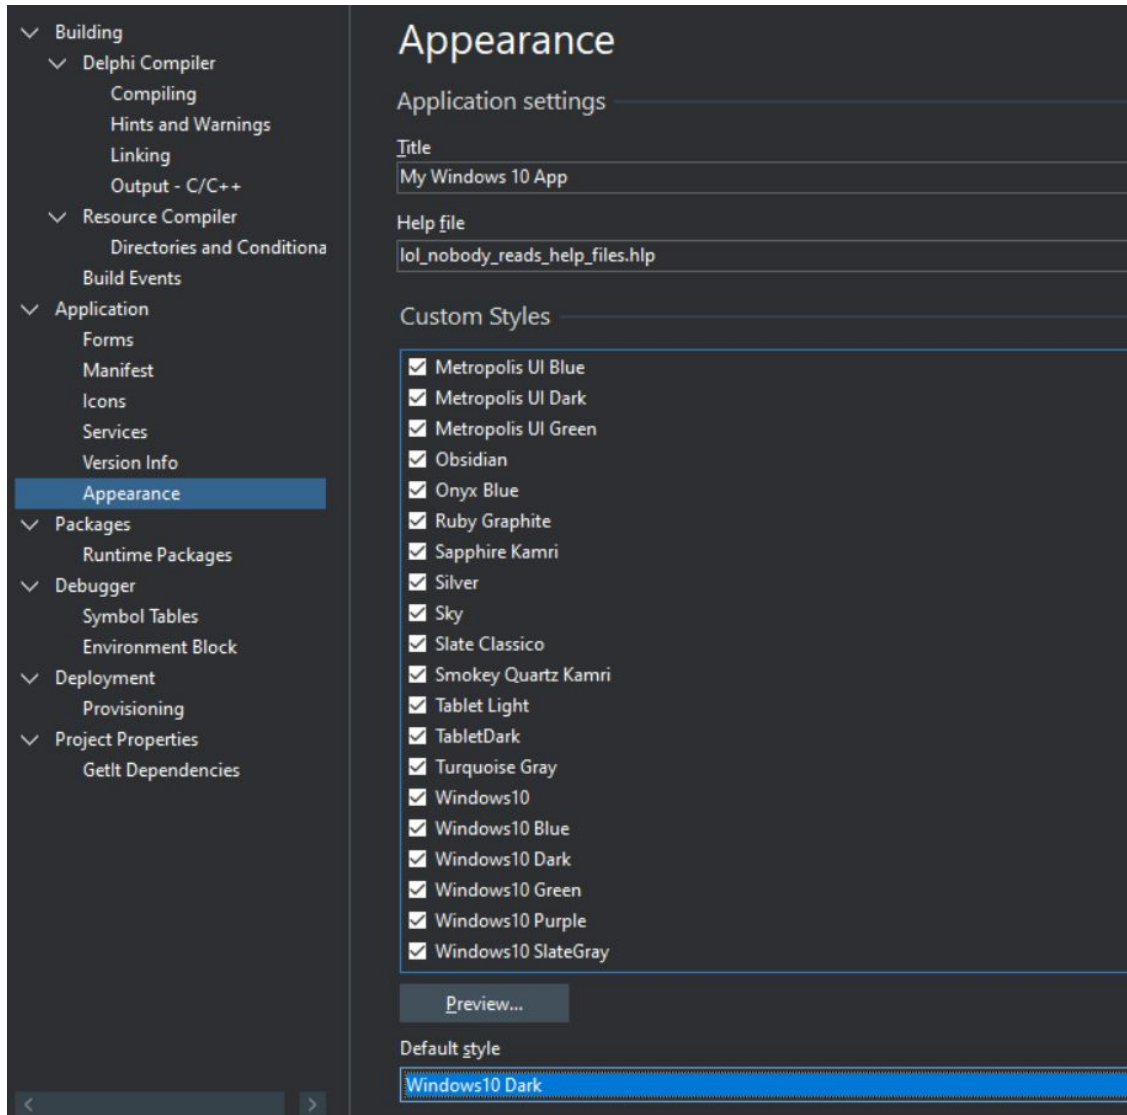 Building
Delphi Compiler
Compiling
Hints and Warnings
Linking
Output - C/C++
Resource Compiler
Directories and Conditiona
Build Events
Application
Forms
Manifest
Icons
Services
Version Info
Appearance
Packages
Runtime Packages
Debugger
Symbol Tables
Environment Block
Deployment
Provisioning
Project Properties
GetIt Dependencies
Appearance
Application settings
Title
My Windows 10 App
Help file
lol_nobody_reads_help_files.hlp
Custom Styles
Metropolis UI Blue
Metropolis UI Dark
Metropolis UI Green
Obsidian
Onyx Blue
Ruby Graphite
Sapphire Kamri
Silver
Sky
Slate Classico
Smokey Quartz Kamri
Tablet Light
TabletDark
Turquoise Gray
Windows10
Windows10 Blue
Windows10 Dark
Windows10 Green
Windows10 Purple
Windows10 SlateGray
Preview...
Default style
Windows10 Dark